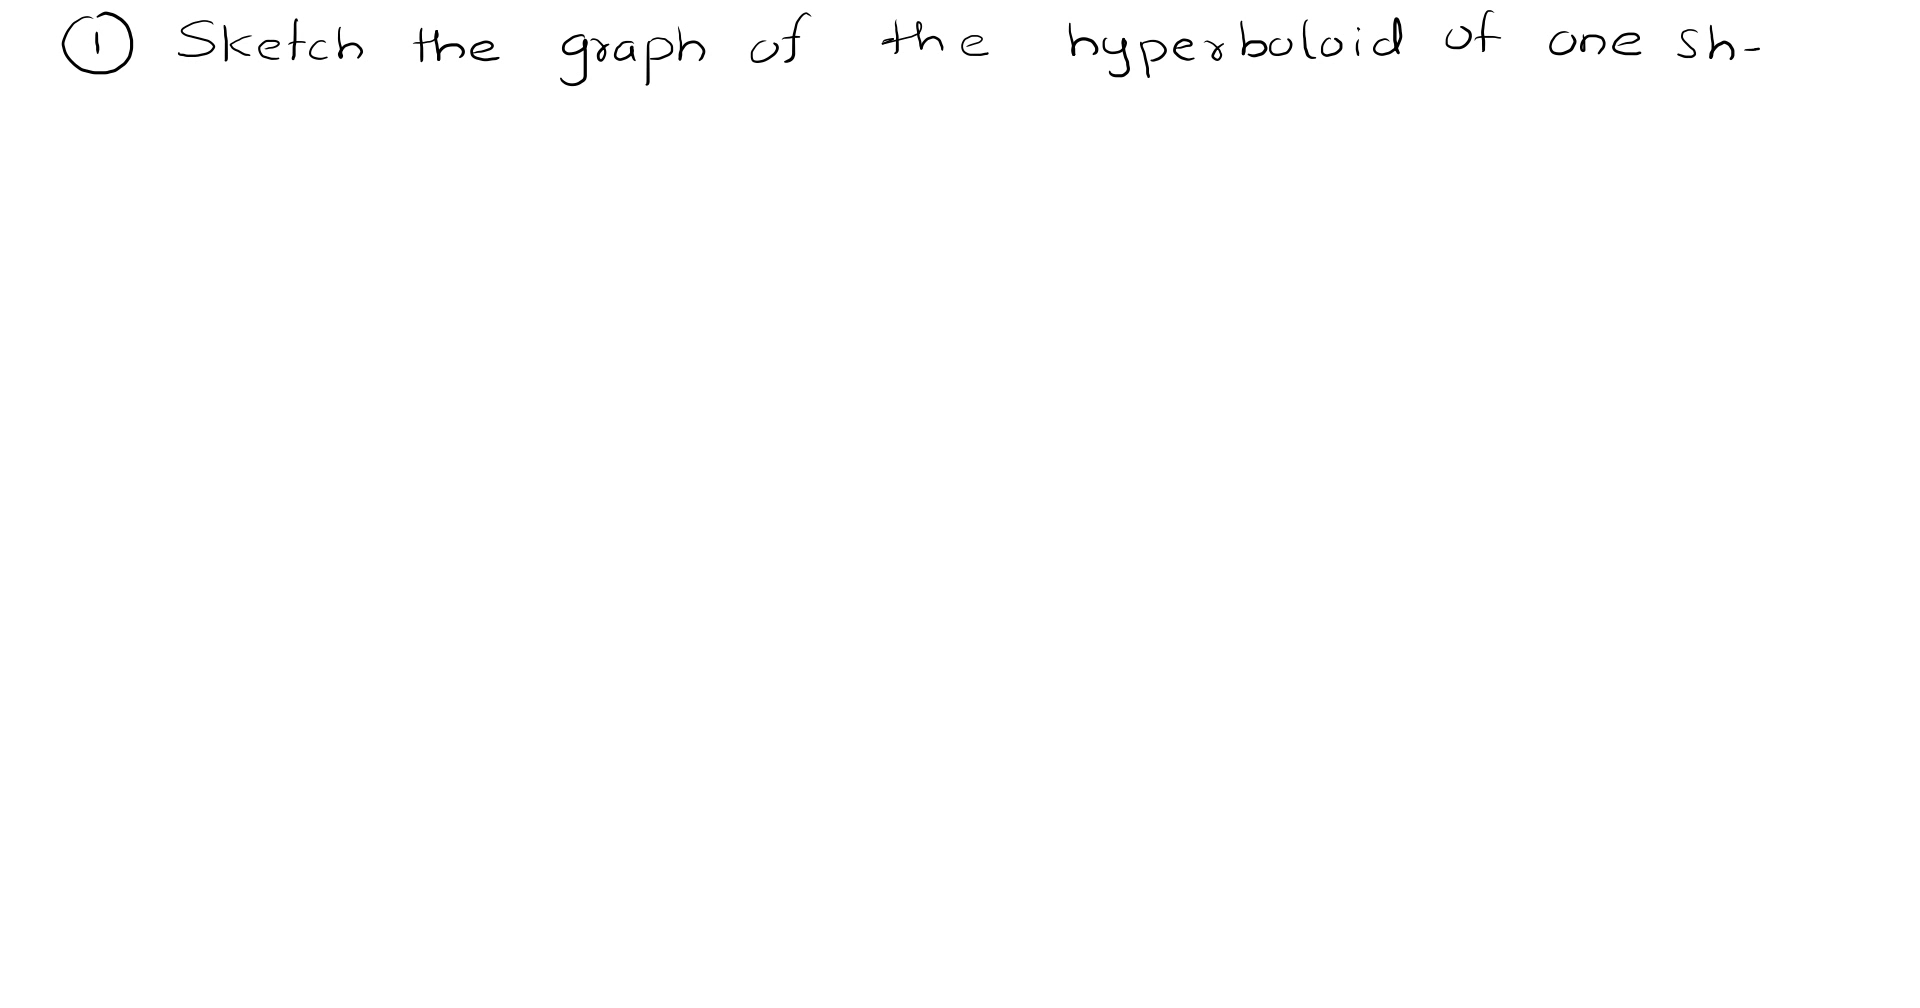 ① Sketch the graph of the hyperboloid of one sh-